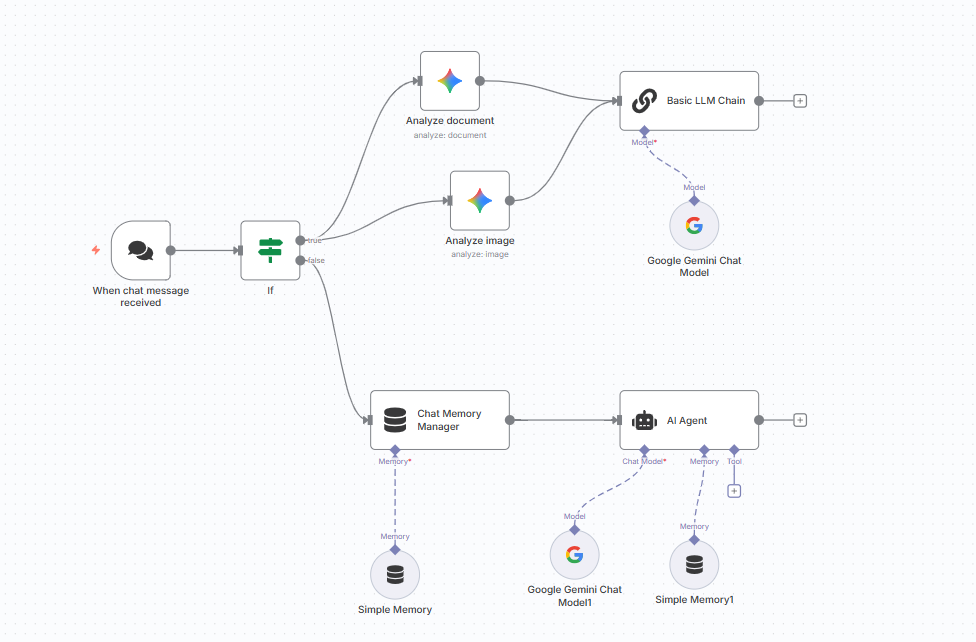 Analyze document
analyze: document
Basic LLM Chain
Model*
Model
Google Gemini Chat
Model
Analyze image
analyze: image
When chat message
received
If
true
false
Chat Memory
Manager
Memory*
Memory
Simple Memory
AI Agent
Chat Model*
Memory
Tool
Model
Google Gemini Chat
Model1
Memory
Simple Memory1